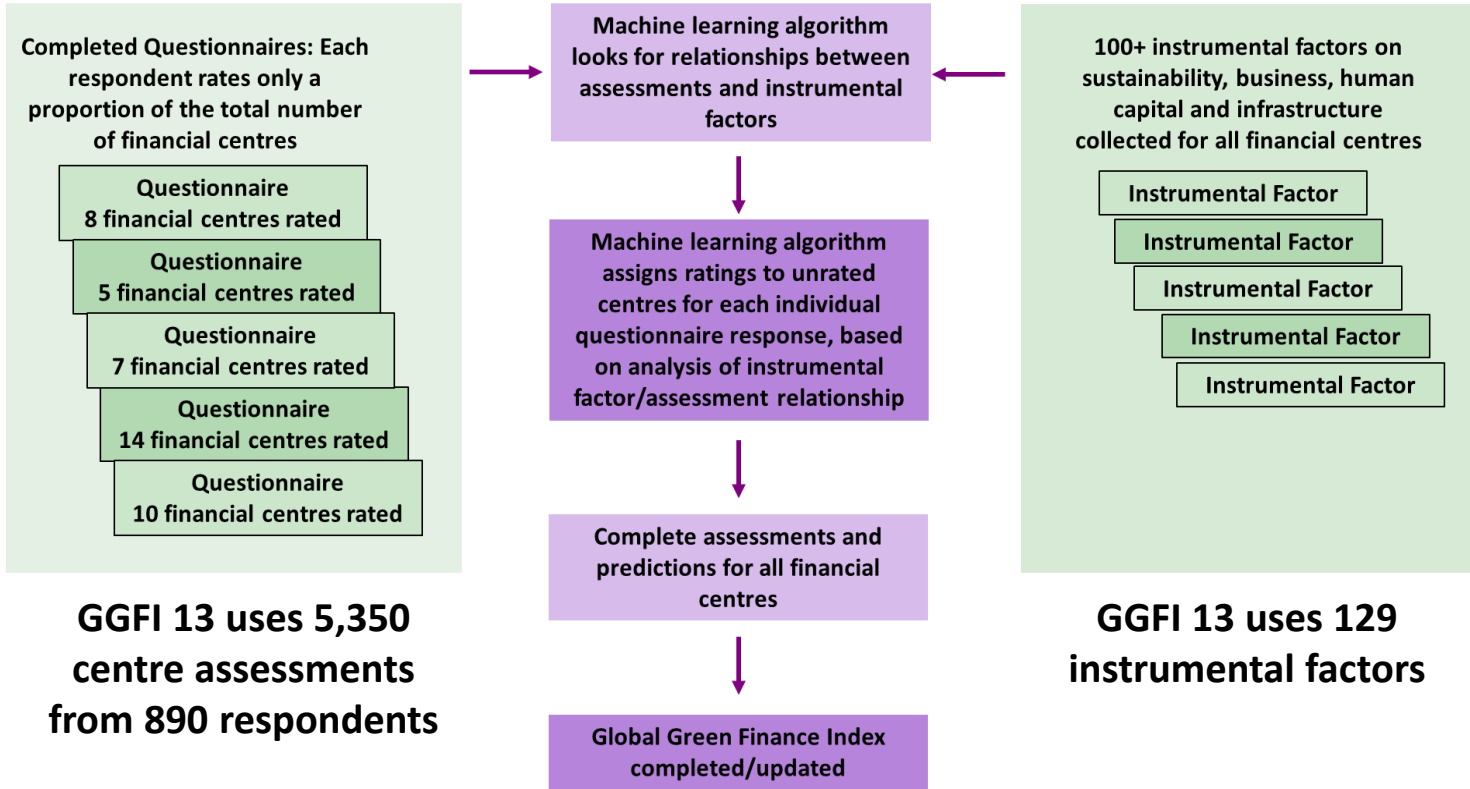 Completed Questionnaires: Each
respondent rates only a
proportion of the total number
of financial centres
Questionnaire
8 financial centres rated
Questionnaire
5 financial centres rated
Questionnaire
7 financial centres rated
Questionnaire
14 financial centres rated
Questionnaire
10 financial centres rated
GGFI 13 uses 5,350
centre assessments
from 890 respondents
Machine learning algorithm
looks for relationships between
assessments and instrumental
factors
Machine learning algorithm
assigns ratings to unrated
centres for each individual
questionnaire response, based
on analysis of instrumental
factor/assessment relationship
Complete assessments and
predictions for all financial
centres
Global Green Finance Index
completed/updated
100+ instrumental factors on
sustainability, business, human
capital and infrastructure
collected for all financial centres
Instrumental Factor
Instrumental Factor
Instrumental Factor
Instrumental Factor
Instrumental Factor
GGFI 13 uses 129
instrumental factors